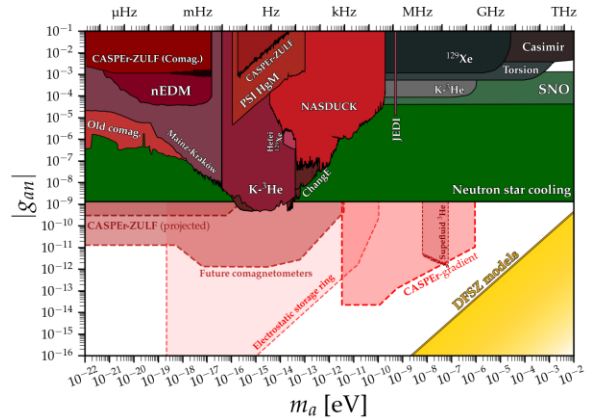 μHz mHz Hz kHz MHz GHz THz
10⁻¹
10⁻²
10⁻³
10⁻⁴
10⁻⁵
10⁻⁶
10⁻⁷
10⁻⁸
10⁻⁹
10⁻¹⁰
10⁻¹¹
10⁻¹²
10⁻¹³
10⁻¹⁴
10⁻¹⁵
10⁻¹⁶
|gₐₙ|
CASPEr-ZULF (Comag.)
nEDM
Old comag.
Mainz-Kraków
CASPEr-ZULF
PSI HgM
NASDUCK
Hefei ¹²⁹Xe
K-³He
ChangE
JEDI
¹²⁹Xe
K-³He
Casimir
Torsion
SNO
Neutron star cooling
CASPEr-ZULF (projected)
Future comagnetometers
Electrostatic storage ring
CASPEr-gradient
Supefluid ³He
DFSZ models
10⁻²² 10⁻²¹ 10⁻²⁰ 10⁻¹⁹ 10⁻¹⁸ 10⁻¹⁷ 10⁻¹⁶ 10⁻¹⁵ 10⁻¹⁴ 10⁻¹³ 10⁻¹² 10⁻¹¹ 10⁻¹⁰ 10⁻⁹ 10⁻⁸ 10⁻⁷ 10⁻⁶ 10⁻⁵ 10⁻⁴ 10⁻³ 10⁻²
mₐ [eV]